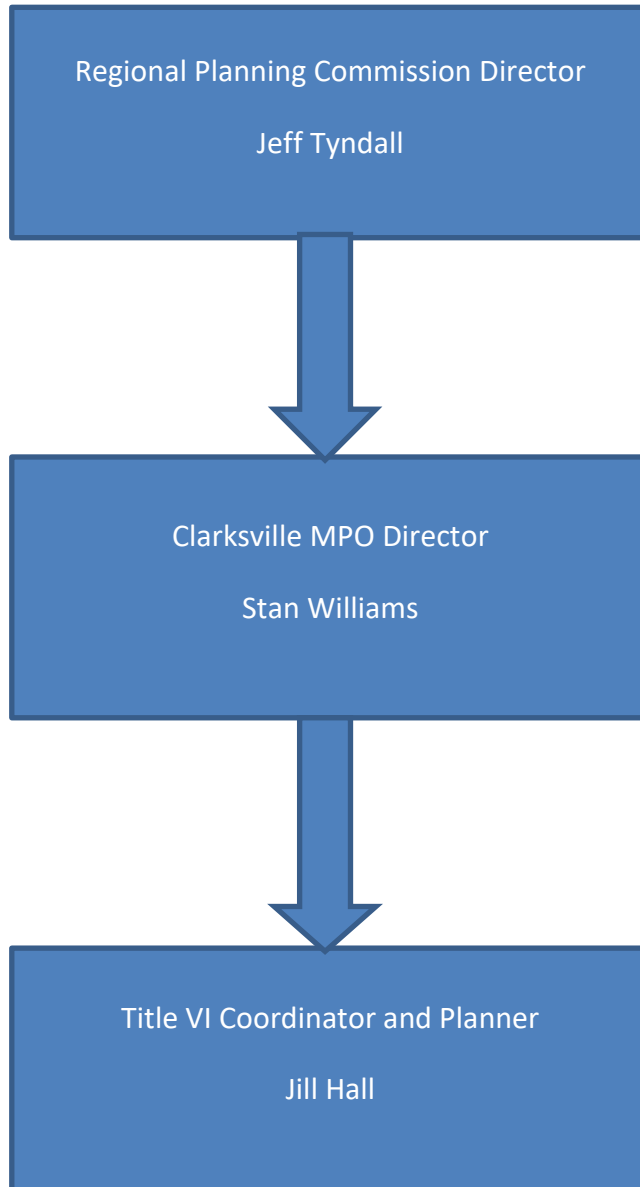 Regional Planning Commission Director
Jeff Tyndall
Clarksville MPO Director
Stan Williams
Title VI Coordinator and Planner
Jill Hall